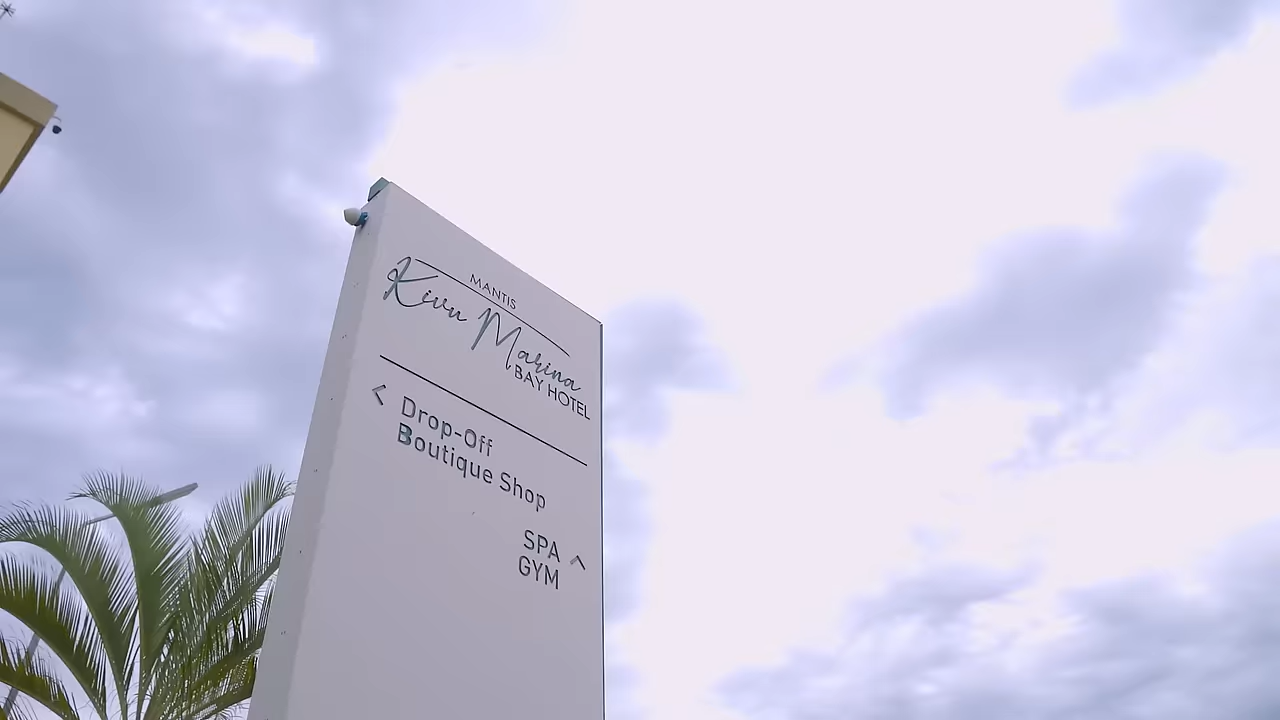 MANTIS
Kivu Marina
BAY HOTEL
< Drop-Off
Boutique Shop
SPA ^
GYM